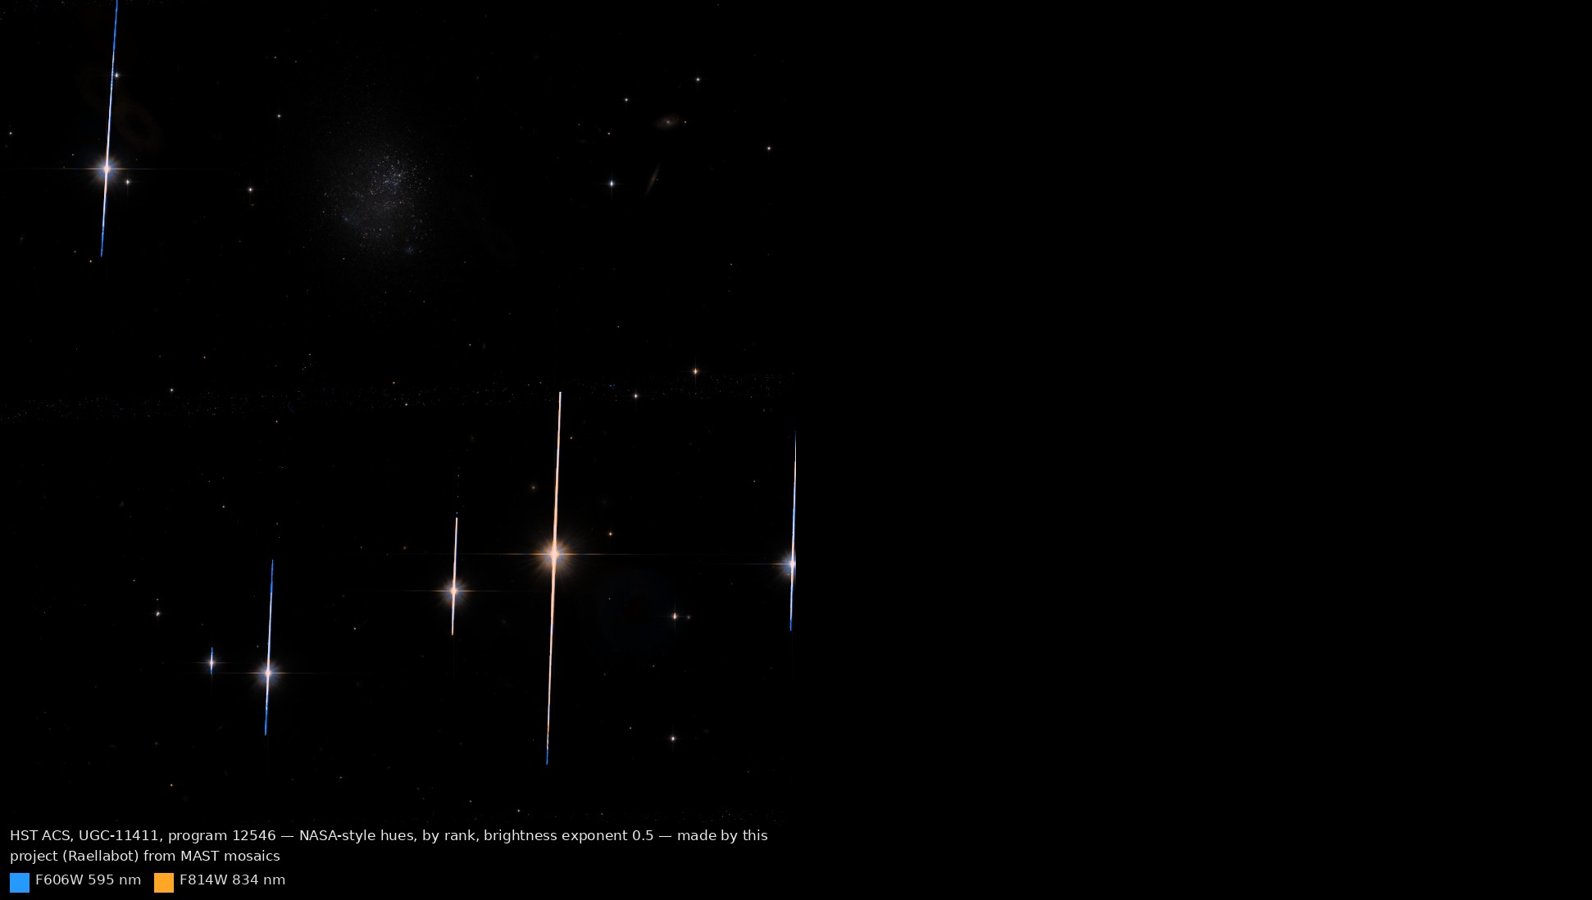 HST ACS, UGC-11411, program 12546 — NASA-style hues, by rank, brightness exponent 0.5 — made by this
project (Raellabot) from MAST mosaics
F606W 595 nm F814W 834 nm